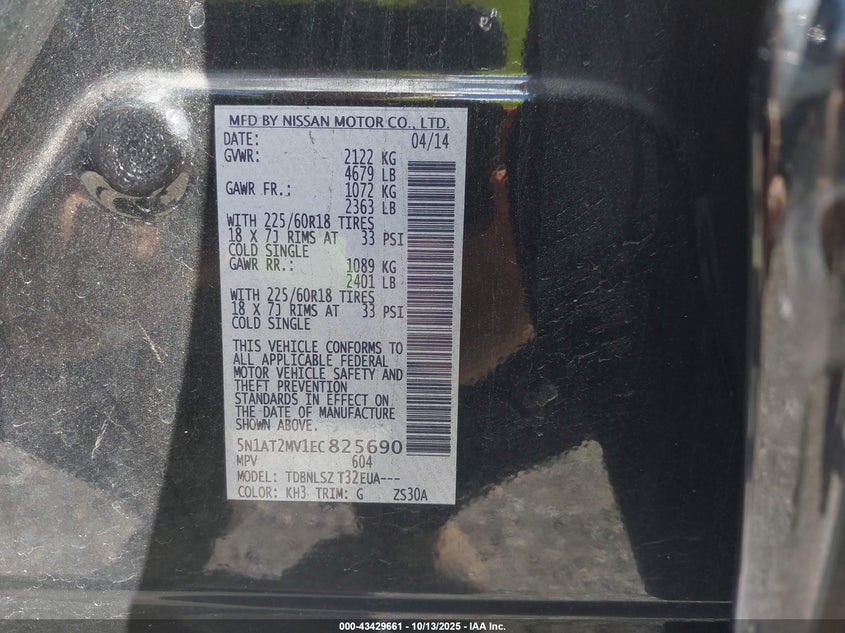 MFD BY NISSAN MOTOR CO., LTD.
DATE: 04/14
GVWR: 2122 KG
4679 LB
GAWR FR.: 1072 KG
2363 LB
WITH 225/60R18 TIRES
18 X 7J RIMS AT 33 PSI
COLD SINGLE
GAWR RR.: 1089 KG
2401 LB
WITH 225/60R18 TIRES
18 X 7J RIMS AT 33 PSI
COLD SINGLE
THIS VEHICLE CONFORMS TO
ALL APPLICABLE FEDERAL
MOTOR VEHICLE SAFETY AND
THEFT PREVENTION
STANDARDS IN EFFECT ON
THE DATE OF MANUFACTURE
SHOWN ABOVE.
5N1AT2MV1EC825690
MPV 604
MODEL: TDBNLSZ T32EUA---
COLOR: KH3 TRIM: G ZS30A
000-43429661 - 10/13/2025 - IAA Inc.